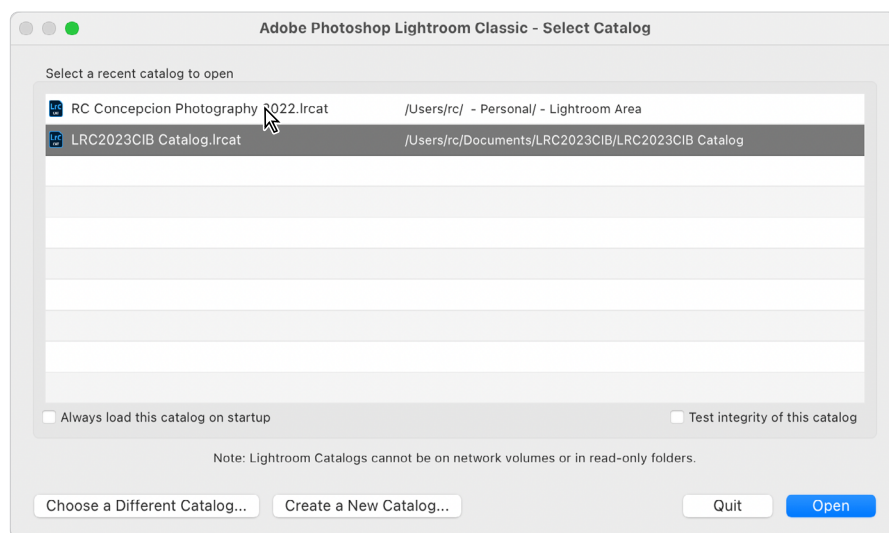 Adobe Photoshop Lightroom Classic - Select Catalog
Select a recent catalog to open
RC Concepcion Photography 2022.lrcat /Users/rc/ - Personal/ - Lightroom Area
LRC2023CIB Catalog.lrcat /Users/rc/Documents/LRC2023CIB/LRC2023CIB Catalog
Always load this catalog on startup Test integrity of this catalog
Note: Lightroom Catalogs cannot be on network volumes or in read-only folders.
Choose a Different Catalog... Create a New Catalog... Quit Open